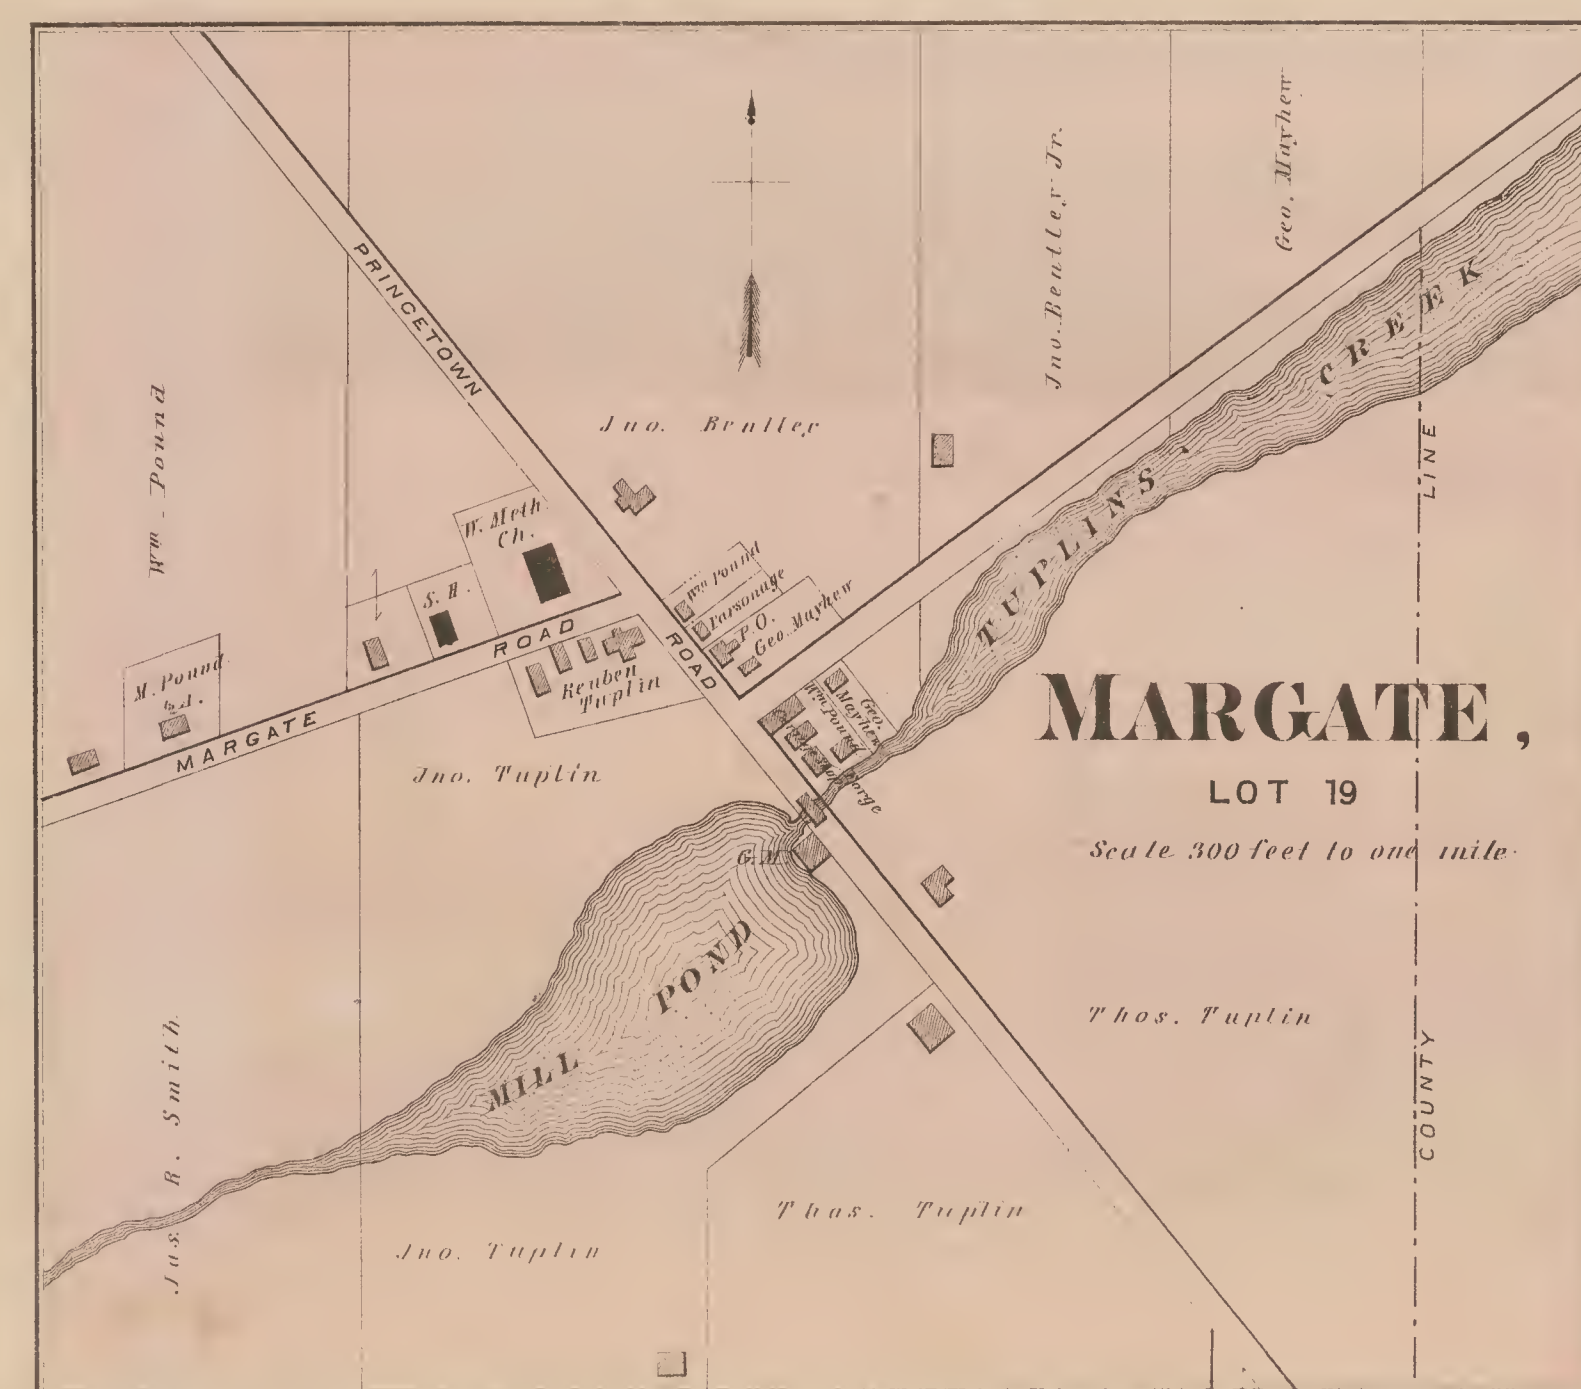 PRINCETOWN
ROAD
Wm. Pound
Jno. Bentley
Jno. Bentley Jr.
Geo. Mayhew
TUPLINS' CREEK
W. Meth.
Ch.
S. H.
M. Pound
MARGATE ROAD
Reuben
Tuplin
Wm Pound
Parsonage
P.O.
Geo. Mayhew
Geo.
Mayhew
Wm
Pound
Forge
G. M.
Jno. Tuplin
MILL POND
MARGATE,
LOT 19
Scale 300 feet to one mile
COUNTY LINE
Thos. Tuplin
Thos. Tuplin
Jno. Tuplin
Jas. R. Smith